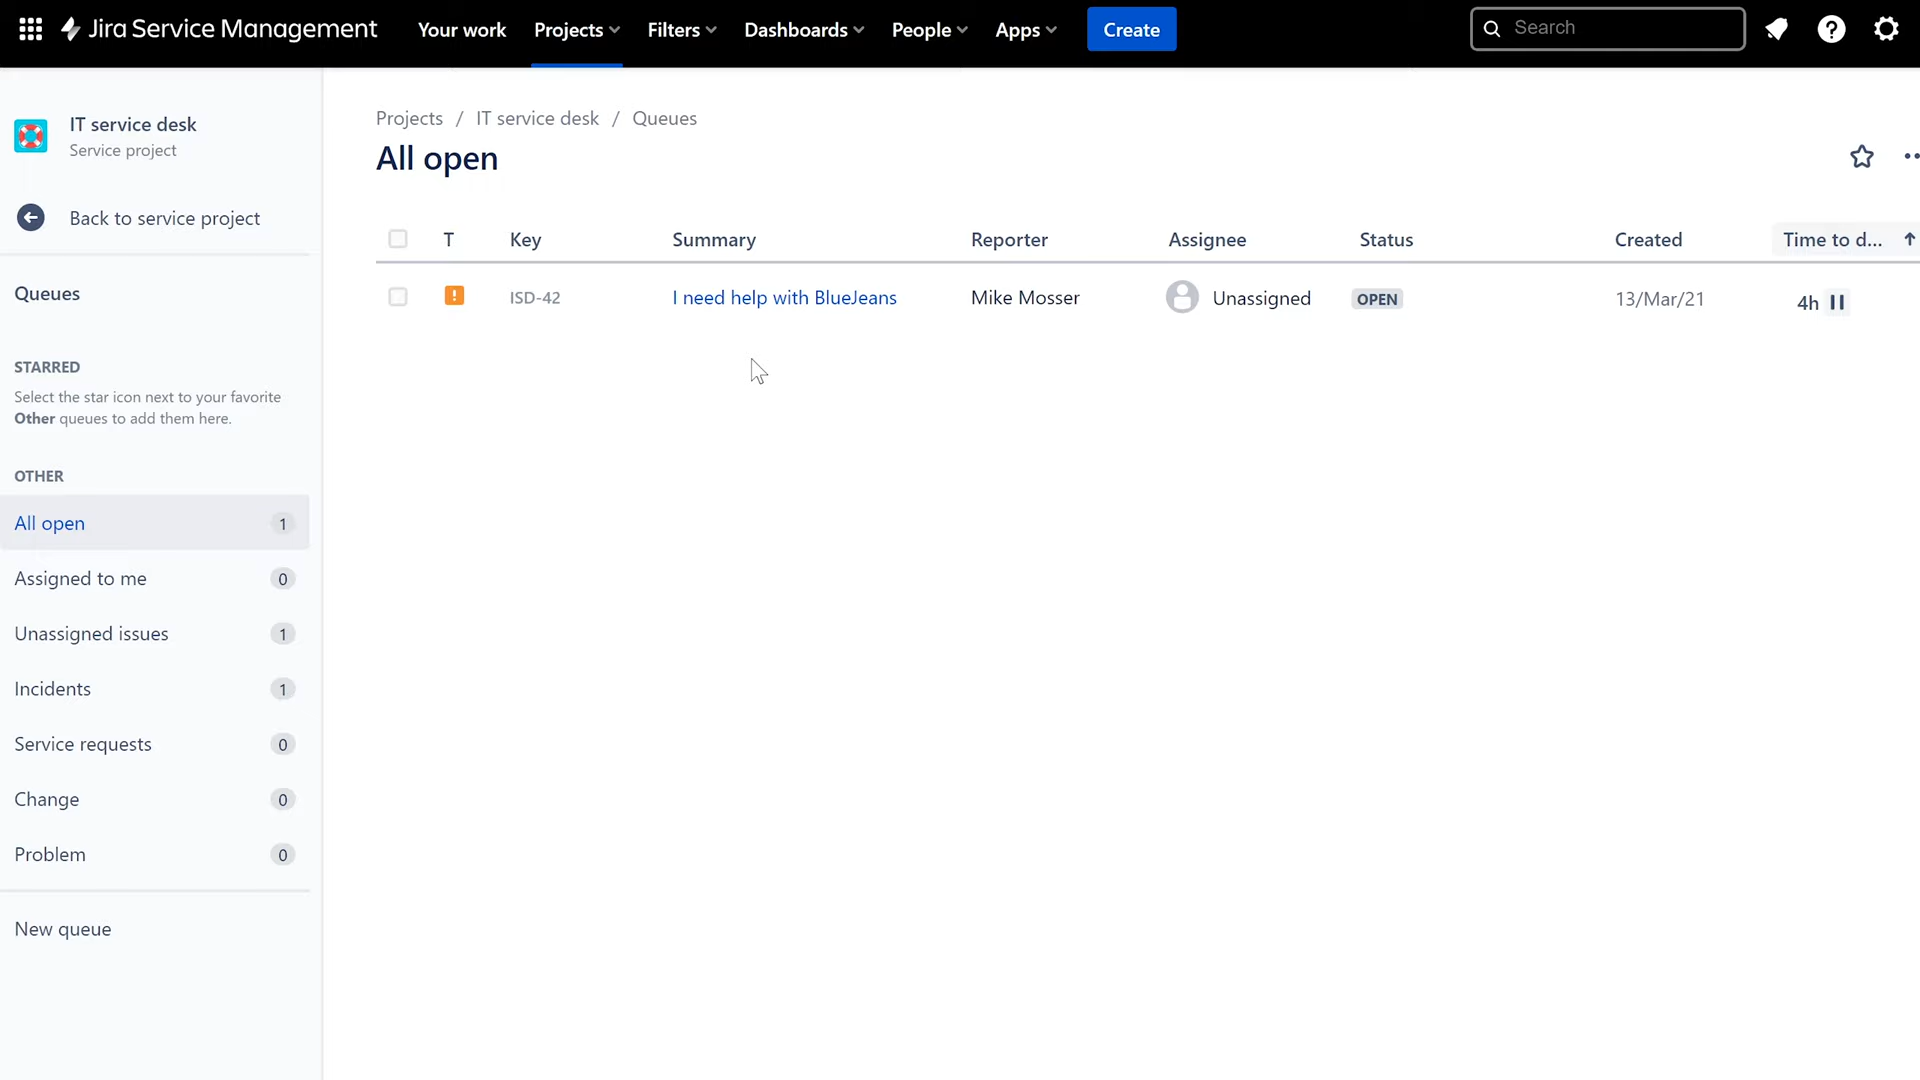 Jira Service Management Your work Projects Filters Dashboards People Apps Create Search
IT service desk
Service project
Back to service project
Queues
STARRED
Select the star icon next to your favorite
Other queues to add them here.
OTHER
All open 1
Assigned to me 0
Unassigned issues 1
Incidents 1
Service requests 0
Change 0
Problem 0
New queue
Projects / IT service desk / Queues
All open
T Key Summary Reporter Assignee Status Created Time to d...
ISD-42 I need help with BlueJeans Mike Mosser Unassigned OPEN 13/Mar/21 4h